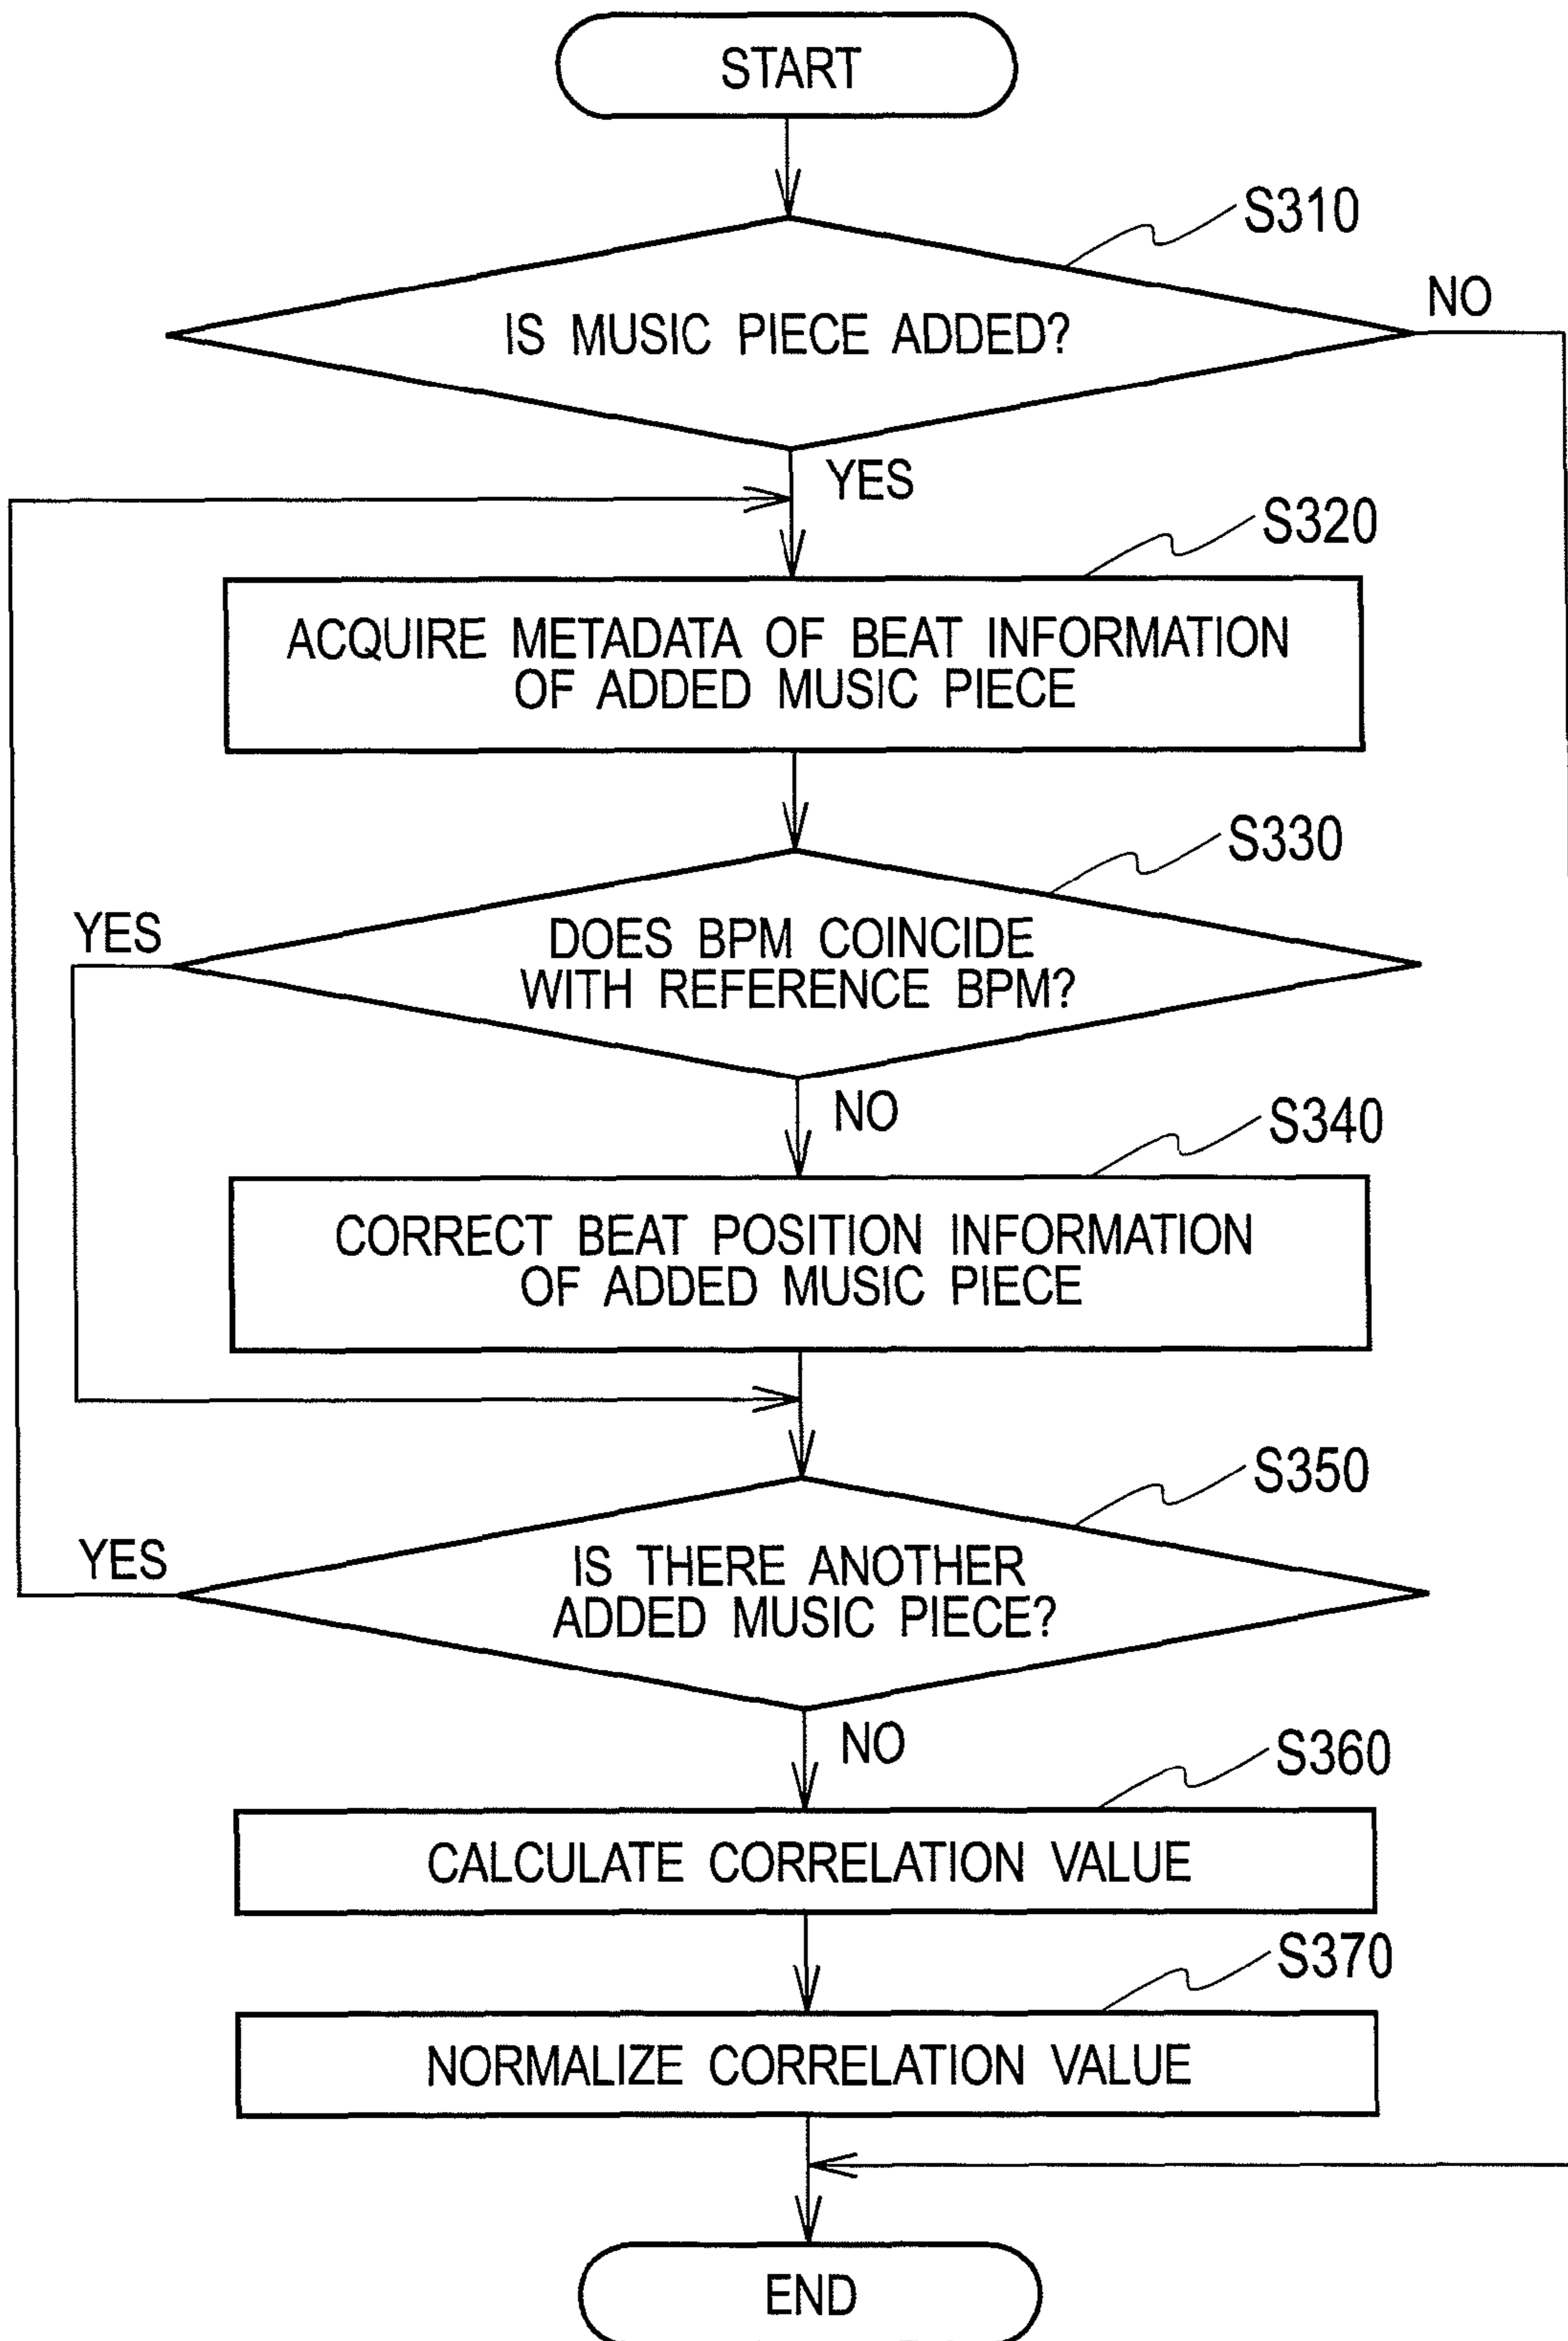 START
S310
IS MUSIC PIECE ADDED?
NO
YES
S320
ACQUIRE METADATA OF BEAT INFORMATION
OF ADDED MUSIC PIECE
S330
YES
DOES BPM COINCIDE
WITH REFERENCE BPM?
NO
S340
CORRECT BEAT POSITION INFORMATION
OF ADDED MUSIC PIECE
S350
YES
IS THERE ANOTHER
ADDED MUSIC PIECE?
NO
S360
CALCULATE CORRELATION VALUE
S370
NORMALIZE CORRELATION VALUE
END